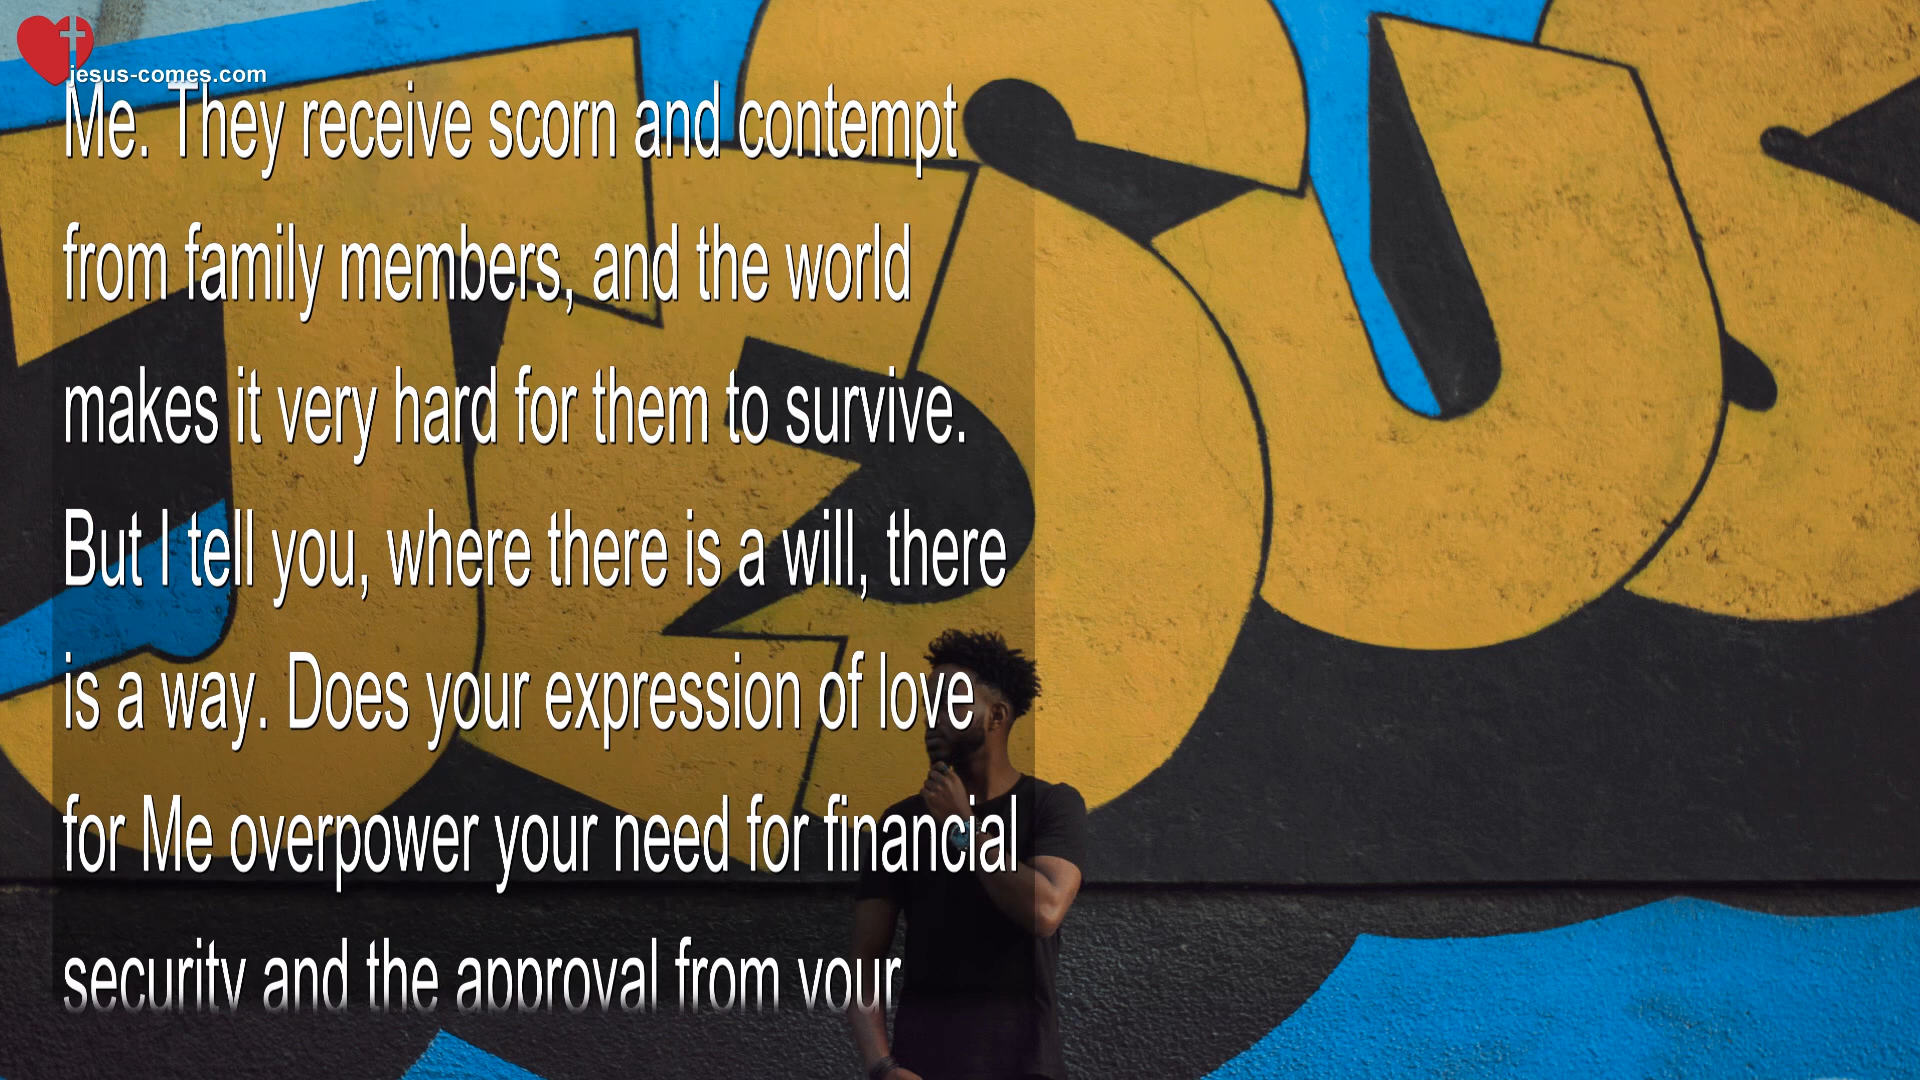 jesus-comes.com
Me. They receive scorn and contempt
from family members, and the world
makes it very hard for them to survive.
But I tell you, where there is a will, there
is a way. Does your expression of love
for Me overpower your need for financial
security and the approval from your
JESUS